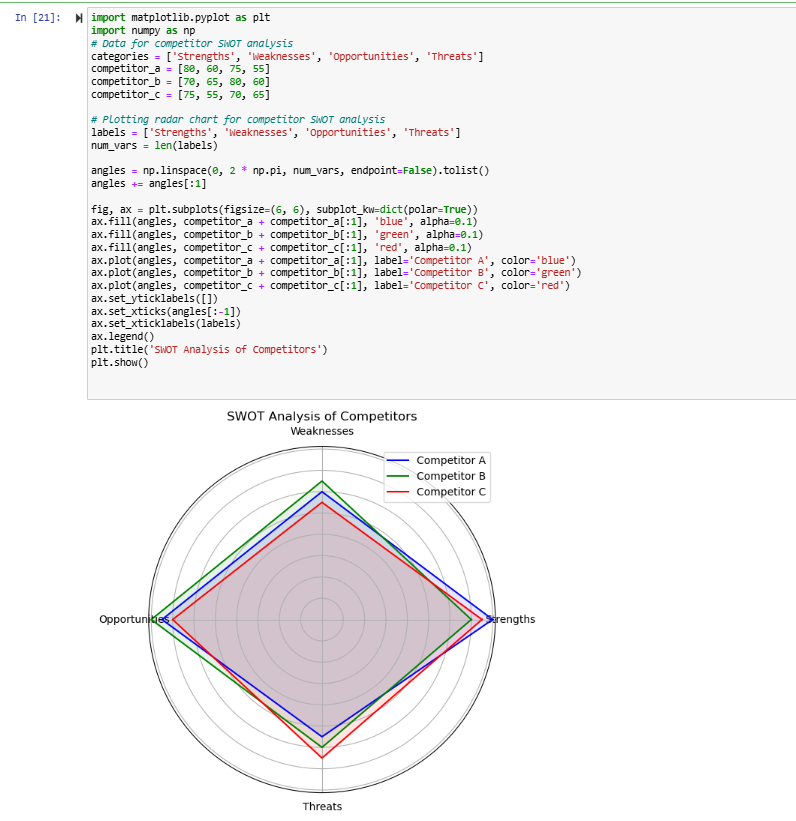 In [21]:
import matplotlib.pyplot as plt
import numpy as np
# Data for competitor SWOT analysis
categories = ['Strengths', 'Weaknesses', 'Opportunities', 'Threats']
competitor_a = [80, 60, 75, 55]
competitor_b = [70, 65, 80, 60]
competitor_c = [75, 55, 70, 65]

# Plotting radar chart for competitor SWOT analysis
labels = ['Strengths', 'Weaknesses', 'Opportunities', 'Threats']
num_vars = len(labels)

angles = np.linspace(0, 2 * np.pi, num_vars, endpoint=False).tolist()
angles += angles[:1]

fig, ax = plt.subplots(figsize=(6, 6), subplot_kw=dict(polar=True))
ax.fill(angles, competitor_a + competitor_a[:1], 'blue', alpha=0.1)
ax.fill(angles, competitor_b + competitor_b[:1], 'green', alpha=0.1)
ax.fill(angles, competitor_c + competitor_c[:1], 'red', alpha=0.1)
ax.plot(angles, competitor_a + competitor_a[:1], label='Competitor A', color='blue')
ax.plot(angles, competitor_b + competitor_b[:1], label='Competitor B', color='green')
ax.plot(angles, competitor_c + competitor_c[:1], label='Competitor C', color='red')
ax.set_yticklabels([])
ax.set_xticks(angles[:-1])
ax.set_xticklabels(labels)
ax.legend()
plt.title('SWOT Analysis of Competitors')
plt.show()

SWOT Analysis of Competitors
Weaknesses
Competitor A
Competitor B
Competitor C
Opportunities
Strengths
Threats